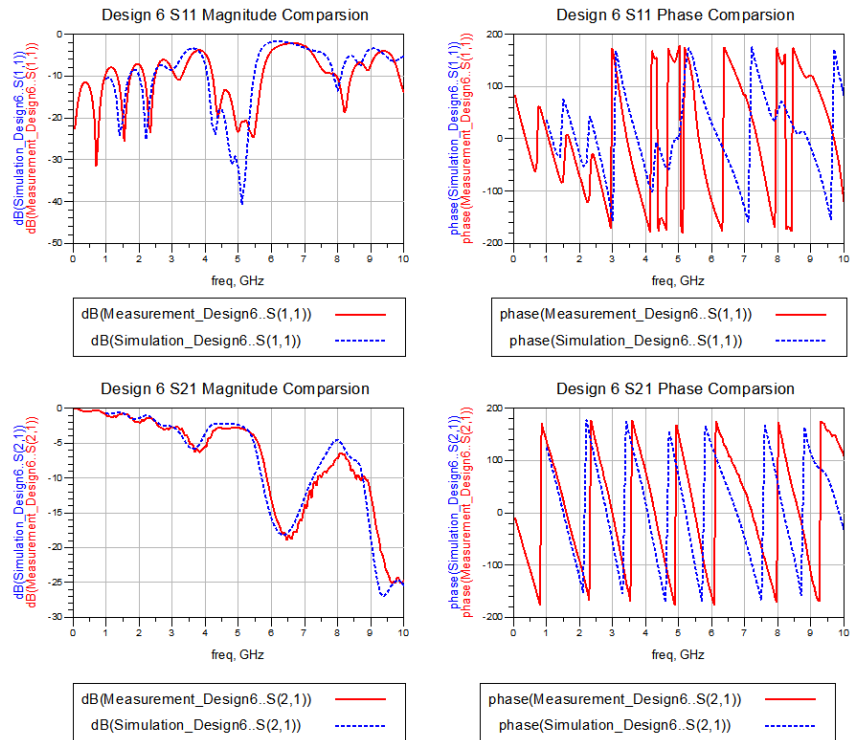 Design 6 S11 Magnitude Comparsion
dB(Simulation_Design6..S(1,1))
dB(Measurement_Design6..S(1,1))
0
-10
-20
-30
-40
-50
0 1 2 3 4 5 6 7 8 9 10
freq, GHz
dB(Measurement_Design6..S(1,1))
dB(Simulation_Design6..S(1,1))
Design 6 S11 Phase Comparsion
phase(Simulation_Design6..S(1,1))
phase(Measurement_Design6..S(1,1))
200
100
0
-100
-200
0 1 2 3 4 5 6 7 8 9 10
freq, GHz
phase(Measurement_Design6..S(1,1))
phase(Simulation_Design6..S(1,1))
Design 6 S21 Magnitude Comparsion
dB(Simulation_Design6..S(2,1))
dB(Measurement_Design6..S(2,1))
0
-5
-10
-15
-20
-25
-30
0 1 2 3 4 5 6 7 8 9 10
freq, GHz
dB(Measurement_Design6..S(2,1))
dB(Simulation_Design6..S(2,1))
Design 6 S21 Phase Comparsion
phase(Simulation_Design6..S(2,1))
phase(Measurement_Design6..S(2,1))
200
100
0
-100
-200
0 1 2 3 4 5 6 7 8 9 10
freq, GHz
phase(Measurement_Design6..S(2,1))
phase(Simulation_Design6..S(2,1))